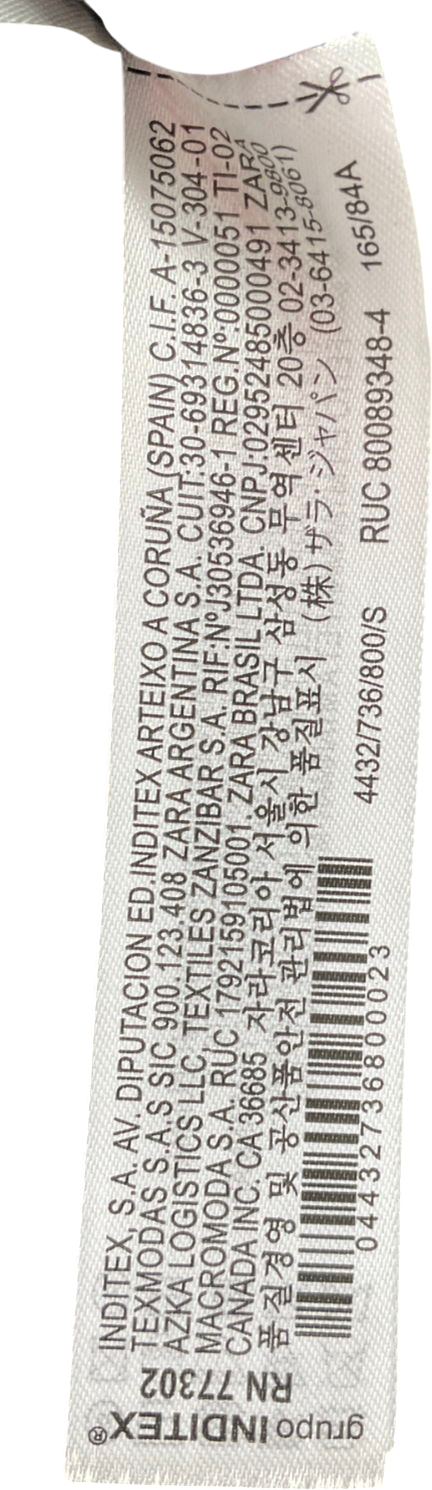 grupo INDITEX®
RN 77302
INDITEX, S.A. AV. DIPUTACION ED.INDITEX ARTEIXO A CORUÑA (SPAIN) C.I.F. A-15075062
TEXMODAS S.A.S SIC 900.123.408 ZARA ARGENTINA S.A. CUIT:30-69314836-3 V-304-01
AZKA LOGISTICS LLC, TEXTILES ZANZIBAR S.A. RIF:NºJ30536946-1 REG.Nº:0000051 TI-02
MACROMODA S.A. RUC 1792159105001. ZARA BRASIL LTDA. CNPJ:02952485000491 ZARA
CANADA INC. CA 36685 자라코리아 서울시 강남구 삼성동 무역센터 20층 02-3413-9800
품질경영 및 공산품안전 관리법에 의한 품질표시 (株) ザラ·ジャパン (03-6415-8061)
4432/736/800/S RUC 80089348-4 165/84A
04432736800023